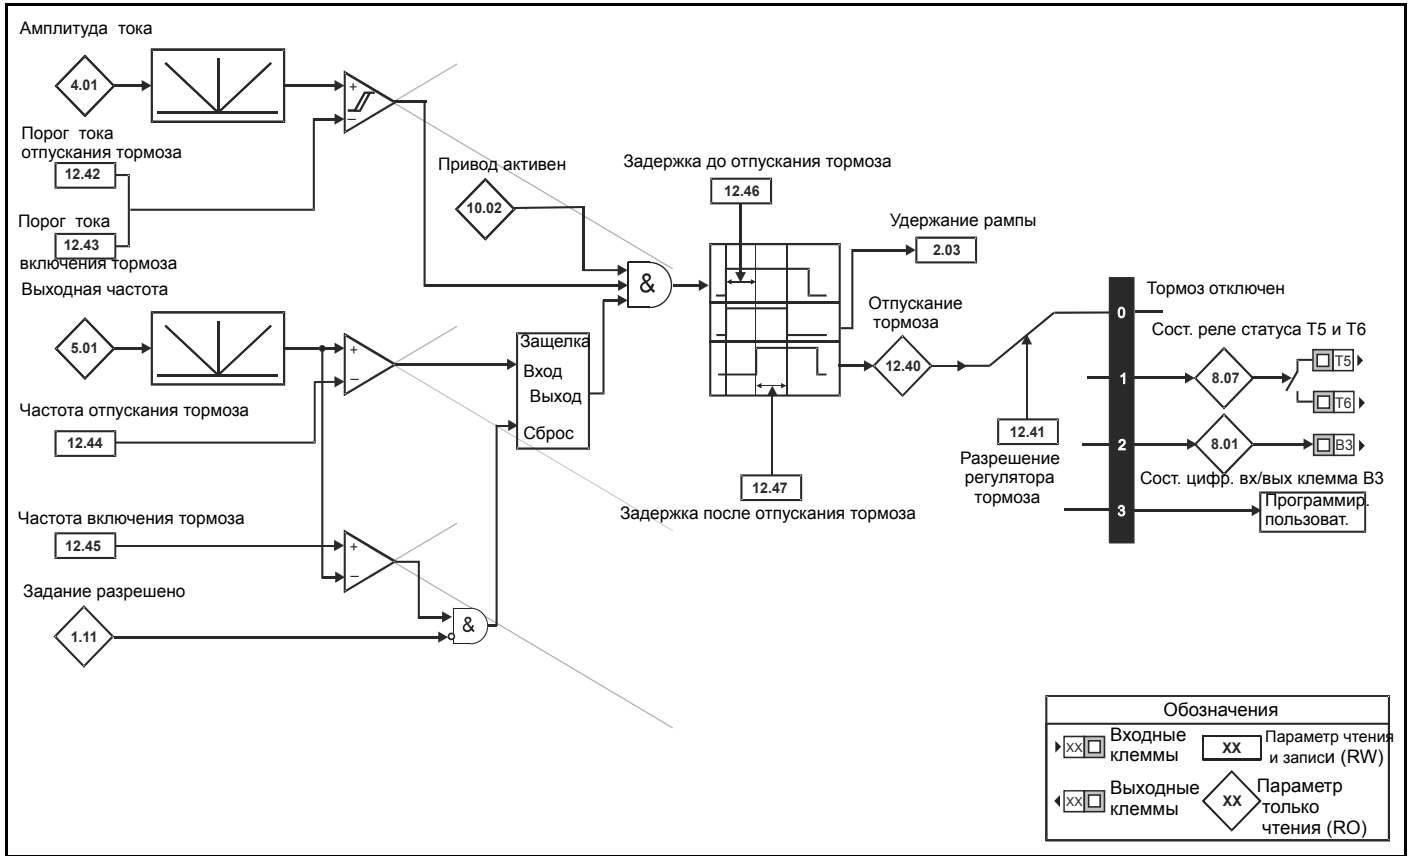 Амплитуда тока
4.01
+
−
Порог тока
отпускания тормоза
12.42
Порог тока
12.43
включения тормоза
Выходная частота
5.01
+
−
Частота отпускания тормоза
12.44
Частота включения тормоза
12.45
+
−
Задание разрешено
1.11
&
Привод активен
10.02
&
Защелка
Вход
Выход
Сброс
Задержка до отпускания тормоза
12.46
12.47
Задержка после отпускания тормоза
Удержание рампы
2.03
Отпускание
тормоза
12.40
12.41
Разрешение
регулятора
тормоза
0
1
2
3
Тормоз отключен
Сост. реле статуса T5 и T6
8.07
T5
T6
8.01
B3
Сост. цифр. вх/вых клемма B3
Программир.
пользоват.
Обозначения
XX
Входные
клеммы
XX
Параметр чтения
и записи (RW)
XX
Выходные
клеммы
XX
Параметр
только
чтения (RO)